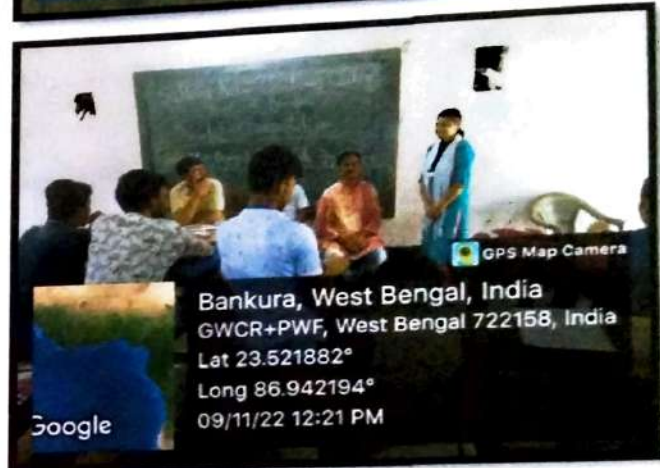 GPS Map Camera
Bankura, West Bengal, India
GWCR+PWF, West Bengal 722158, India
Lat 23.521882°
Long 86.942194°
09/11/22 12:21 PM
Google